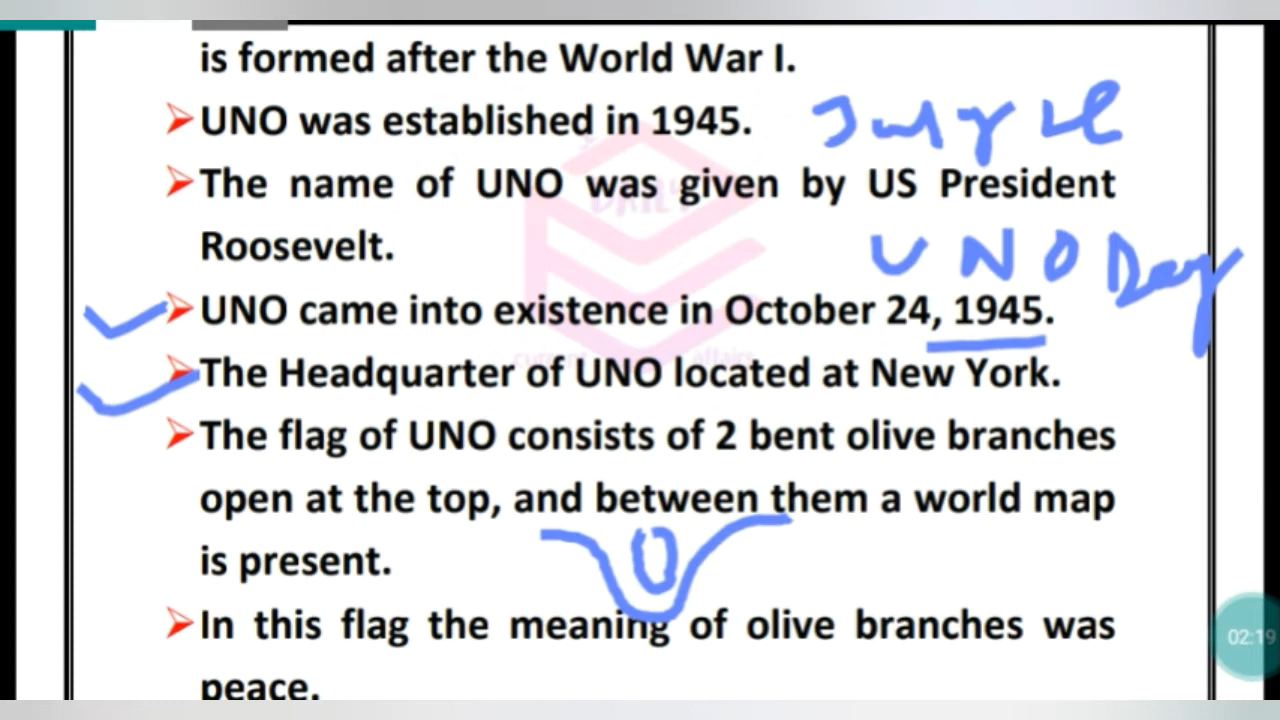 is formed after the World War I.
UNO was established in 1945.
The name of UNO was given by US President
Roosevelt.
UNO Day
UNO came into existence in October 24, 1945.
The Headquarter of UNO located at New York.
The flag of UNO consists of 2 bent olive branches
open at the top, and between them a world map
is present.
In this flag the meaning of olive branches was
peace.
DAILY
current affairs
02:19